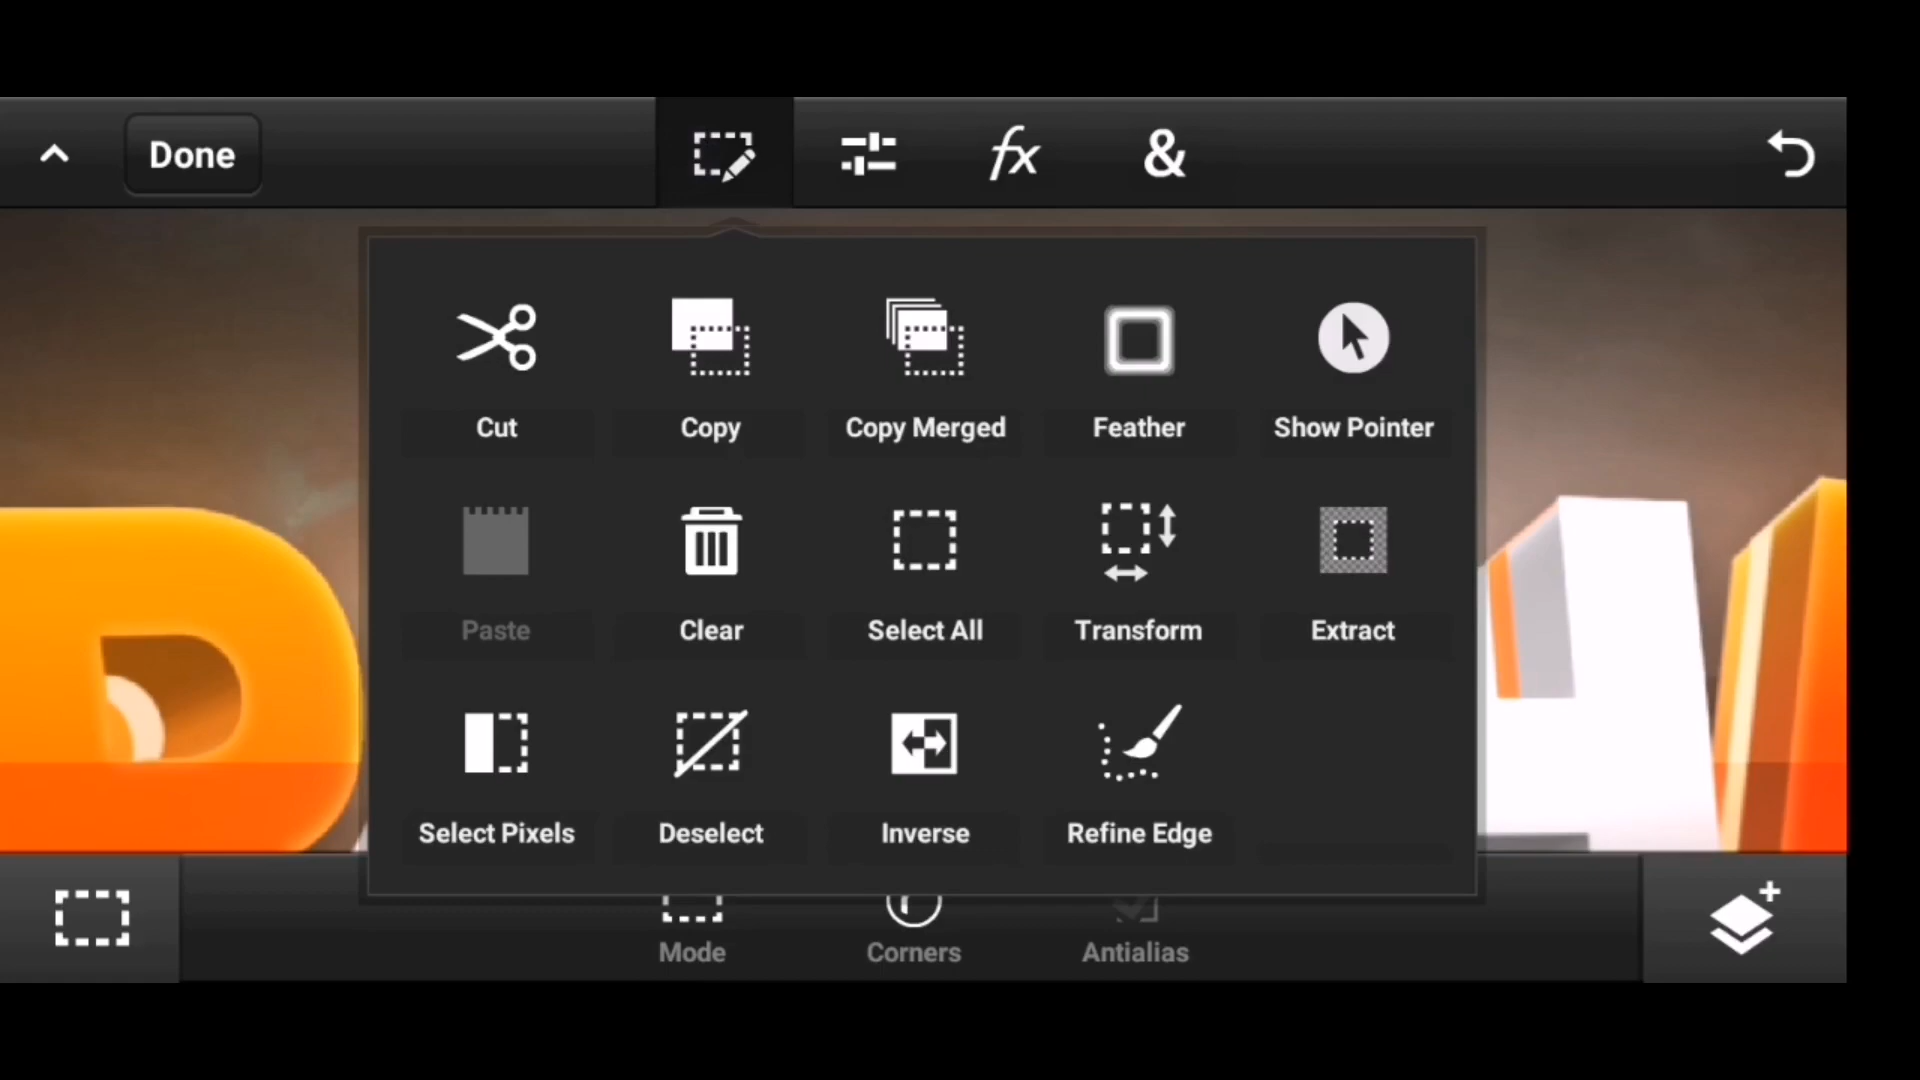 Done
fx
&
Cut
Copy
Copy Merged
Feather
Show Pointer
Paste
Clear
Select All
Transform
Extract
Select Pixels
Deselect
Inverse
Refine Edge
Mode
Corners
Antialias